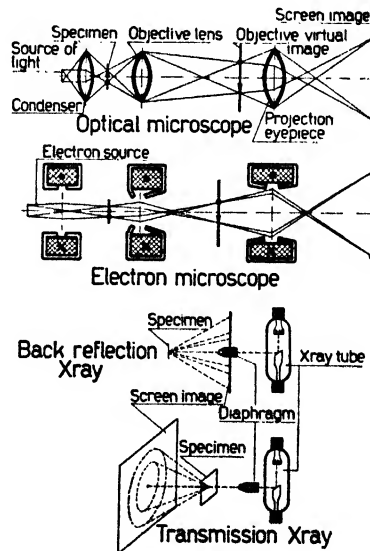 Screen image
Specimen
Objective lens
Objective virtual
image
Source of
light
Condenser
Projection
eyepiece
Optical microscope
Electron source
Electron microscope
Specimen
Back reflection
Xray
Xray tube
Screen image
Diaphragm
Specimen
Transmission Xray